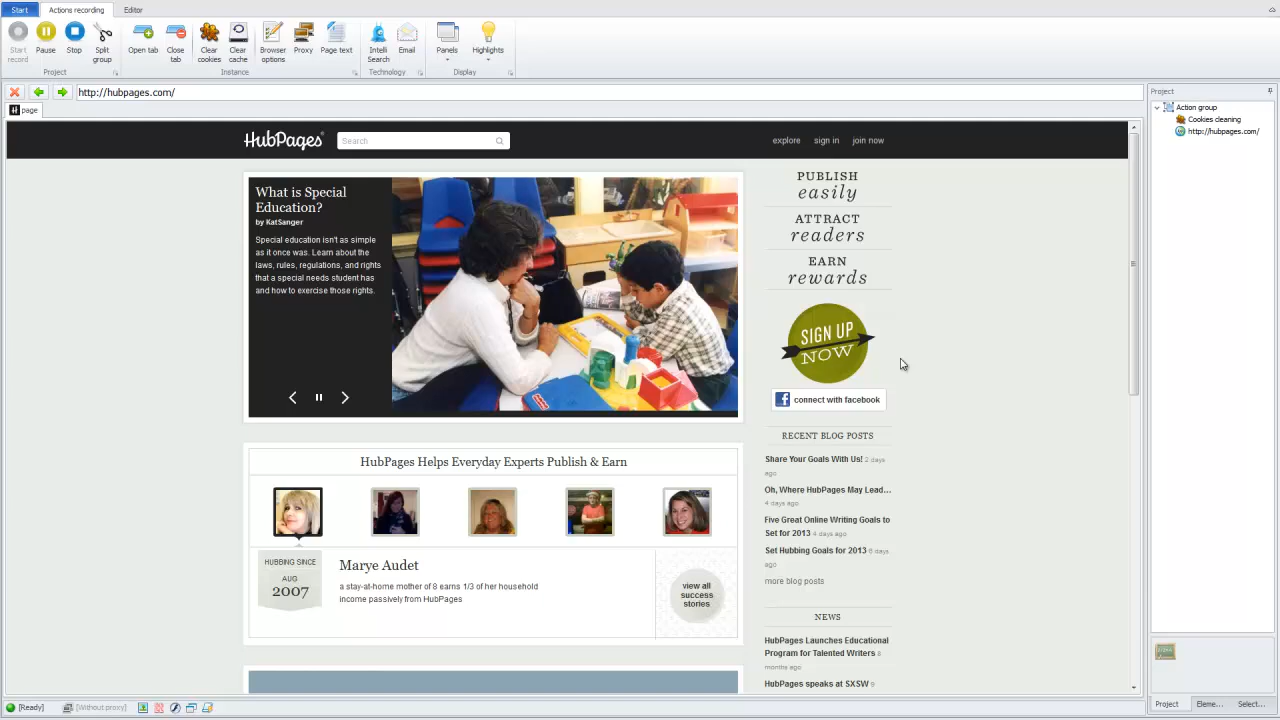 Start Actions recording Editor
Start record
Pause
Stop
Split group
Open tab
Close tab
Clear cookies
Clear cache
Browser options
Proxy
Page text
Intelli Search
Email
Panels
Highlights
Project Instance Technology Display
http://hubpages.com/
page
HubPages
Search
explore sign in join now
What is Special
Education?
by KatSanger
Special education isn't as simple
as it once was. Learn about the
laws, rules, regulations, and rights
that a special needs student has
and how to exercise those rights.
PUBLISH
easily
ATTRACT
readers
EARN
rewards
SIGN UP
NOW
connect with facebook
RECENT BLOG POSTS
Share Your Goals With Us! 2 days
ago
Oh, Where HubPages May Lead...
4 days ago
Five Great Online Writing Goals to
Set for 2013 4 days ago
Set Hubbing Goals for 2013 6 days
ago
more blog posts
NEWS
HubPages Launches Educational
Program for Talented Writers 8
months ago
HubPages speaks at SXSW 9
HubPages Helps Everyday Experts Publish & Earn
HUBBING SINCE
AUG
2007
Marye Audet
a stay-at-home mother of 8 earns 1/3 of her household
income passively from HubPages
view all
success
stories
Project
Action group
Cookies cleaning
http://hubpages.com/
Project Eleme... Select...
[Ready] [Without proxy]